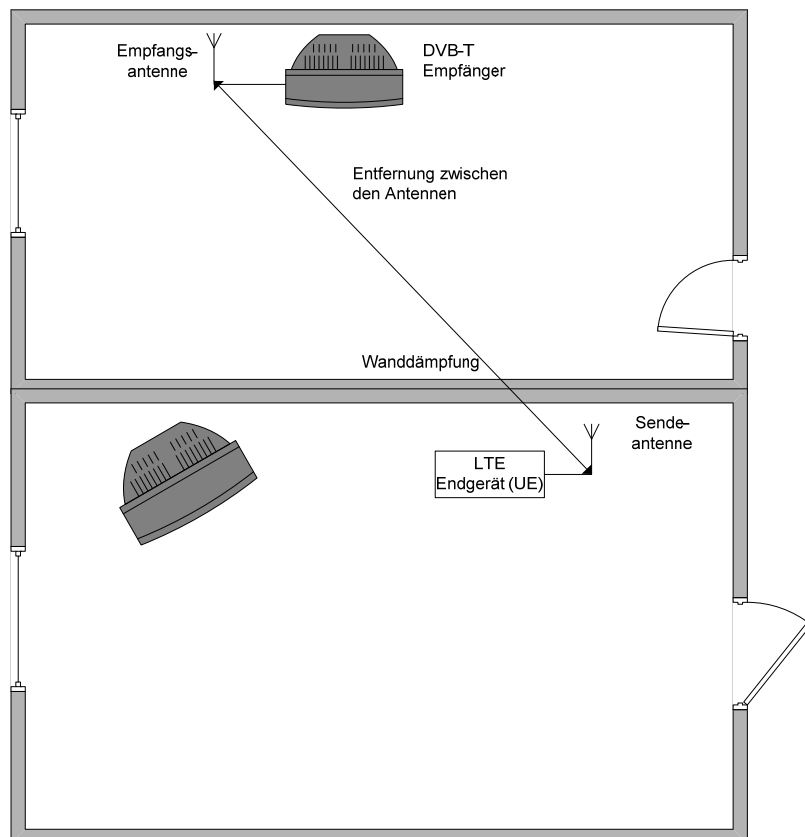 Empfangs-
antenne
DVB-T
Empfänger
Entfernung zwischen
den Antennen
Wanddämpfung
Sende-
antenne
LTE
Endgerät (UE)